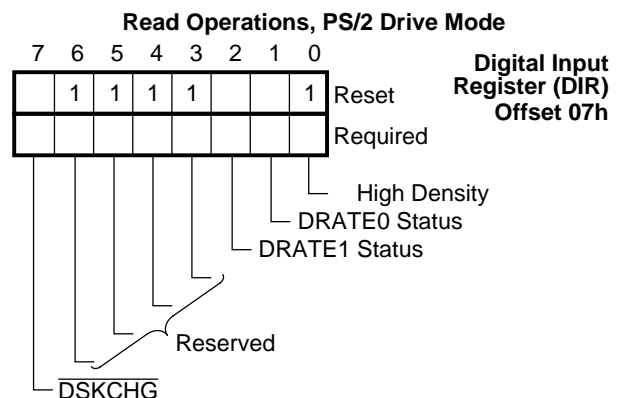 Read Operations, PS/2 Drive Mode
7 6 5 4 3 2 1 0
Digital Input
Register (DIR)
Offset 07h
1 1 1 1 1 Reset
Required
High Density
DRATE0 Status
DRATE1 Status
Reserved
DSKCHG